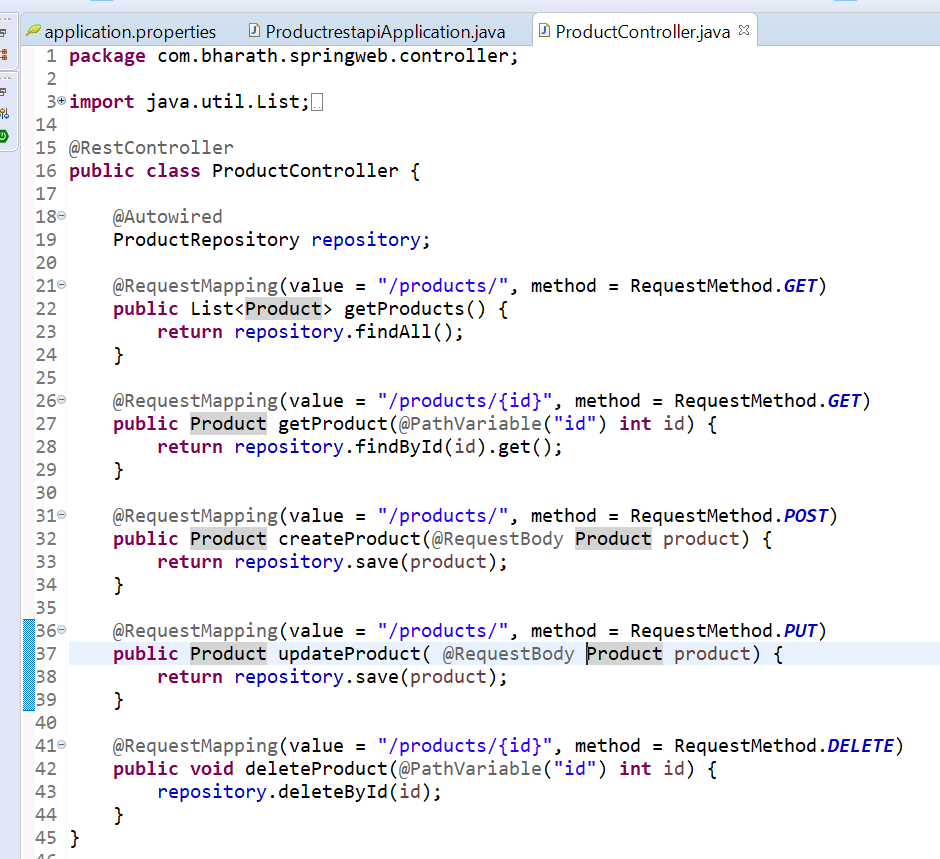 application.properties ProductrestapiApplication.java ProductController.java
1 package com.bharath.springweb.controller;
2
3 import java.util.List;
14
15 @RestController
16 public class ProductController {
17
18 @Autowired
19 ProductRepository repository;
20
21 @RequestMapping(value = "/products/", method = RequestMethod.GET)
22 public List<Product> getProducts() {
23 return repository.findAll();
24 }
25
26 @RequestMapping(value = "/products/{id}", method = RequestMethod.GET)
27 public Product getProduct(@PathVariable("id") int id) {
28 return repository.findById(id).get();
29 }
30
31 @RequestMapping(value = "/products/", method = RequestMethod.POST)
32 public Product createProduct(@RequestBody Product product) {
33 return repository.save(product);
34 }
35
36 @RequestMapping(value = "/products/", method = RequestMethod.PUT)
37 public Product updateProduct( @RequestBody Product product) {
38 return repository.save(product);
39 }
40
41 @RequestMapping(value = "/products/{id}", method = RequestMethod.DELETE)
42 public void deleteProduct(@PathVariable("id") int id) {
43 repository.deleteById(id);
44 }
45 }